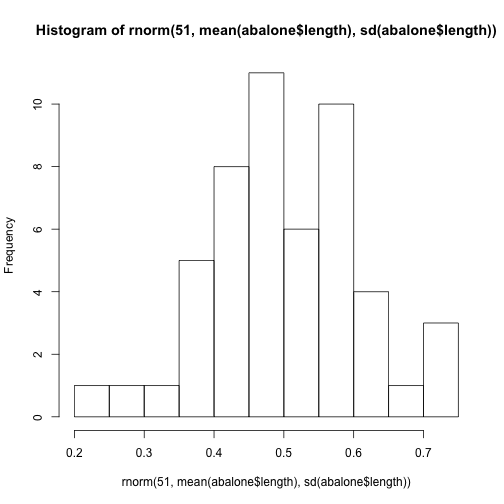 Histogram of rnorm(51, mean(abalone$length), sd(abalone$length))
Frequency
10
8
6
4
2
0
0.2 0.3 0.4 0.5 0.6 0.7
rnorm(51, mean(abalone$length), sd(abalone$length))